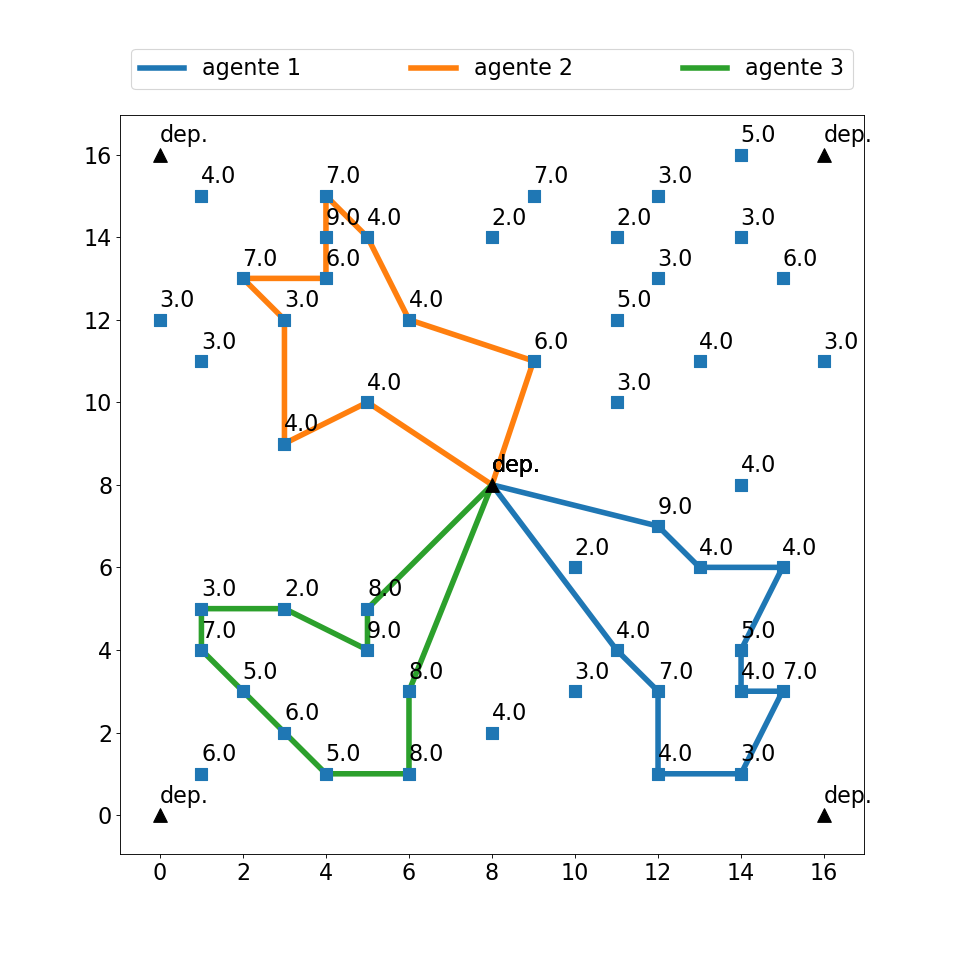 agente 1 agente 2 agente 3
dep. 5.0 dep.
16
4.0 7.0 7.0 3.0
9.0 4.0 2.0 2.0 3.0
14
7.0 6.0 3.0 6.0
3.0 3.0 4.0 5.0
12
3.0 6.0 4.0 3.0
4.0 3.0
10
4.0
dep. 4.0
8
9.0
2.0 4.0 4.0
6
3.0 2.0 8.0
7.0 9.0 4.0 5.0
4
5.0 8.0 3.0 7.0 4.0 7.0
6.0 4.0
2
6.0 5.0 8.0 4.0 3.0
dep. dep.
0
0 2 4 6 8 10 12 14 16